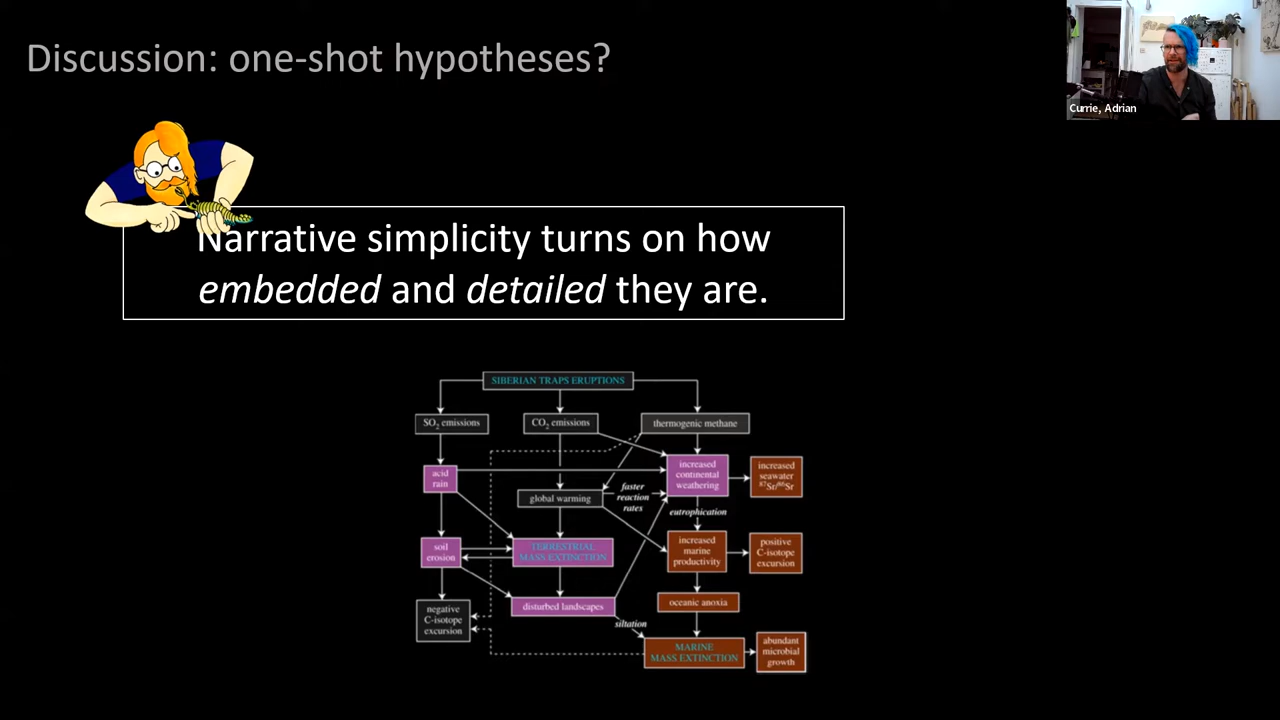 Discussion: one-shot hypotheses?
Currie, Adrian
Narrative simplicity turns on how
embedded and detailed they are.
SIBERIAN TRAPS ERUPTIONS
SO₂ emissions
CO₂ emissions
thermogenic methane
acid
rain
increased
continental
weathering
increased
seawater
⁸⁷Sr/⁸⁶Sr
global warming
faster
reaction
rates
eutrophication
soil
erosion
TERRESTRIAL
MASS EXTINCTION
increased
marine
productivity
positive
C-isotope
excursion
disturbed landscapes
oceanic anoxia
negative
C-isotope
excursion
siltation
MARINE
MASS EXTINCTION
abundant
microbial
growth